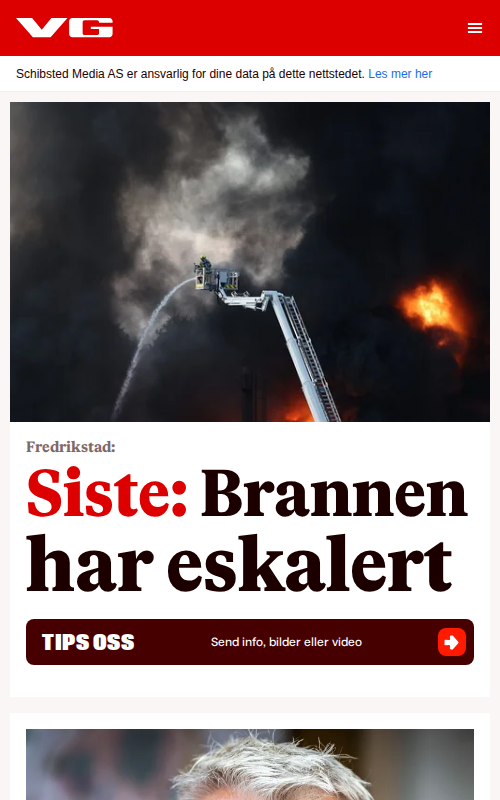 VG
Schibsted Media AS er ansvarlig for dine data på dette nettstedet. Les mer her
Fredrikstad:
Siste: Brannen
har eskalert
TIPS OSS
Send info, bilder eller video